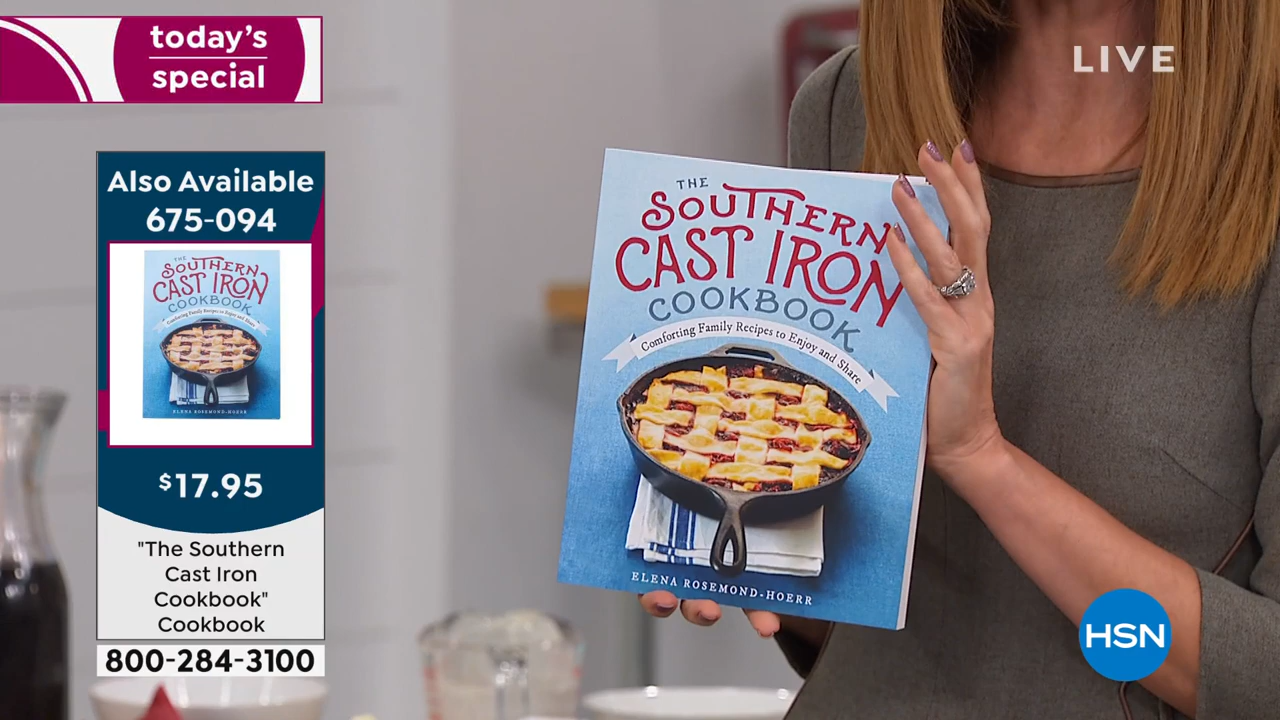 today's
special
LIVE
Also Available
675-094
THE
SOUTHERN
CAST IRON
COOKBOOK
Comforting Family Recipes to Enjoy and Share
ELENA ROSEMOND-HOERR
$17.95
"The Southern
Cast Iron
Cookbook"
Cookbook
800-284-3100
THE
SOUTHERN
CAST IRON
COOKBOOK
Comforting Family Recipes to Enjoy and Share
ELENA ROSEMOND-HOERR
HSN